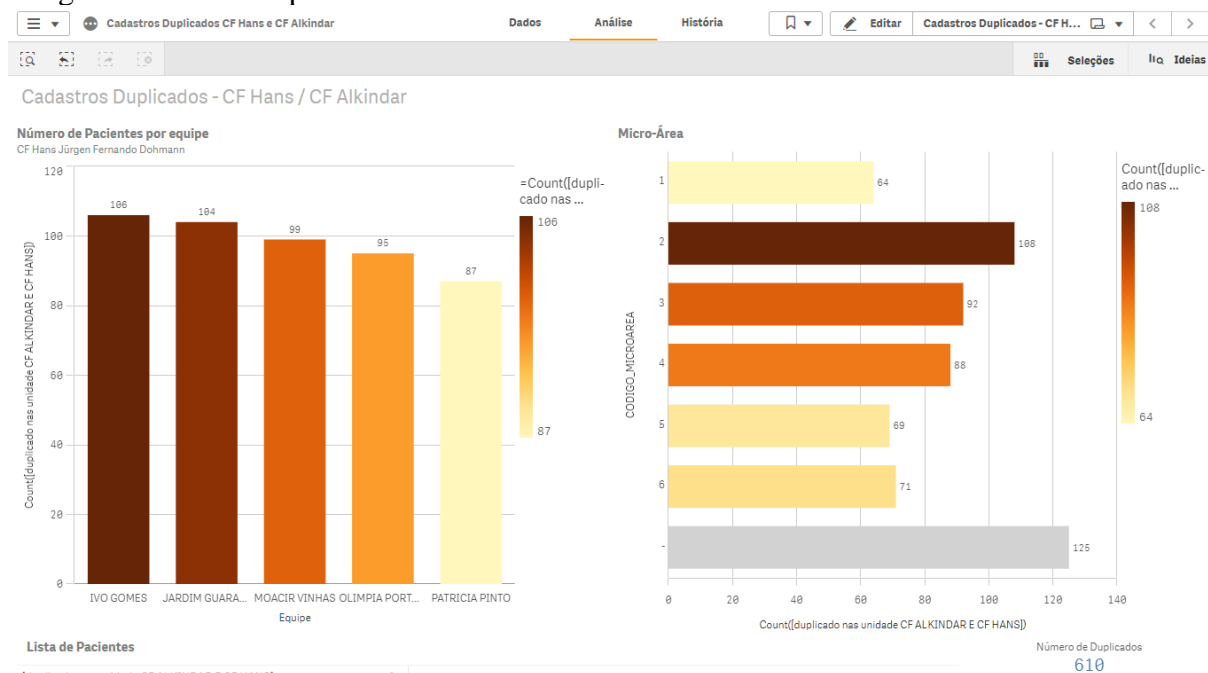 Cadastros Duplicados CF Hans e CF Alkindar
Dados
Análise
História
Editar
Cadastros Duplicados - CF H...
Seleções
Ideias
Cadastros Duplicados - CF Hans / CF Alkindar
Número de Pacientes por equipe
CF Hans Jürgen Fernando Dohmann
Count([duplicado nas unidade CF ALKINDAR E CF HANS])
120
100
80
60
40
20
0
106
104
99
95
87
IVO GOMES
JARDIM GUARA...
MOACIR VINHAS
OLIMPIA PORT...
PATRICIA PINTO
Equipe
=Count([dupli-
cado nas ...
106
87
Micro-Área
CODIGO_MICROAREA
1
2
3
4
5
6
-
64
108
92
88
69
71
125
0
20
40
60
80
100
120
140
Count([duplicado nas unidade CF ALKINDAR E CF HANS])
Count([duplic-
ado nas ...
108
64
Lista de Pacientes
Número de Duplicados
610